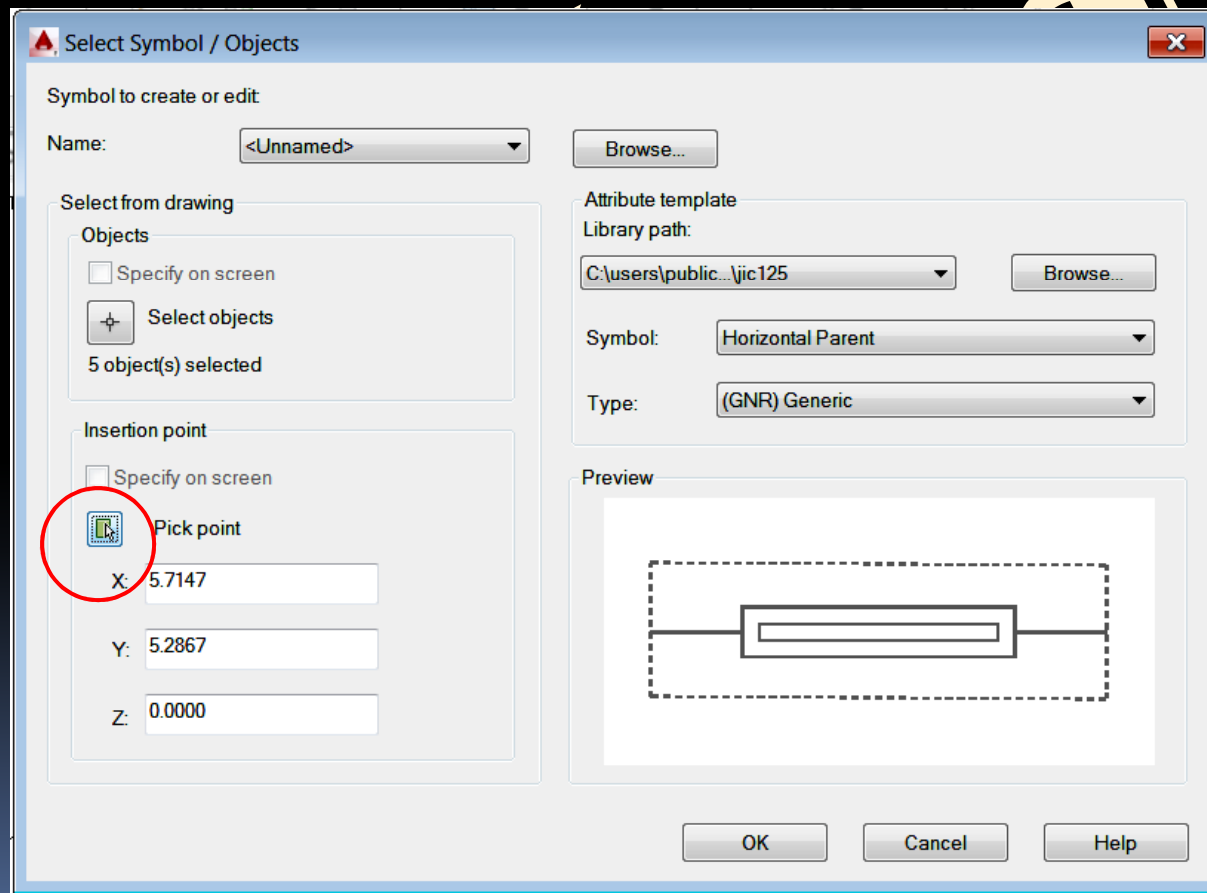 Select Symbol / Objects
Symbol to create or edit:
Name: <Unnamed> Browse...
Select from drawing
Objects
Specify on screen
Select objects
5 object(s) selected
Insertion point
Specify on screen
Pick point
X: 5.7147
Y: 5.2867
Z: 0.0000
Attribute template
Library path:
C:\users\public...\jic125 Browse...
Symbol: Horizontal Parent
Type: (GNR) Generic
Preview
OK Cancel Help